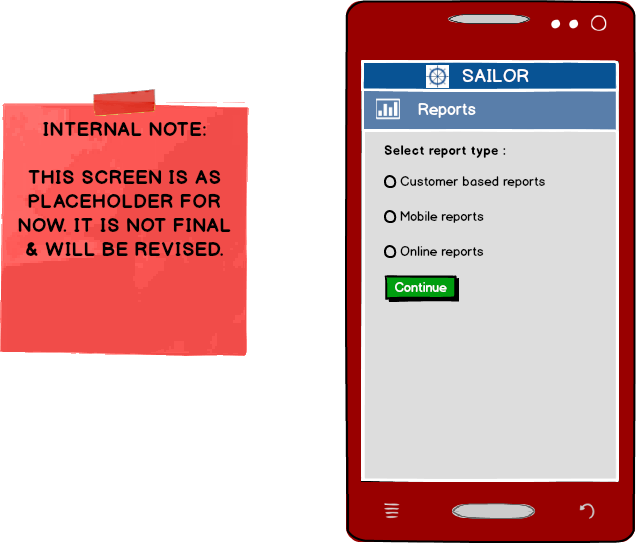 INTERNAL NOTE:
THIS SCREEN IS AS
PLACEHOLDER FOR
NOW. IT IS NOT FINAL
& WILL BE REVISED.
SAILOR
Reports
Select report type :
Customer based reports
Mobile reports
Online reports
Continue